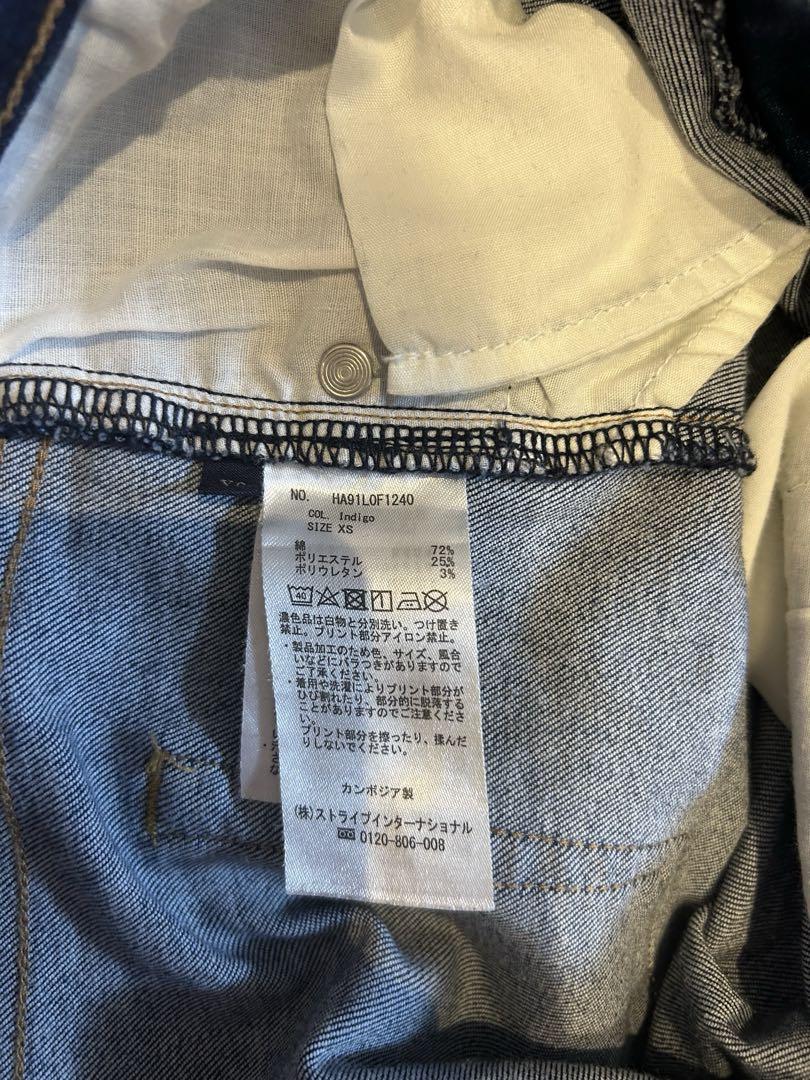 NO. HA91L0F1240
COL. Indigo
SIZE XS
綿 72%
ポリエステル 25%
ポリウレタン 3%
40
濃色品は白物と分別洗い。つけ置き
禁止。プリント部分アイロン禁止。
・製品加工のため色、サイズ、風合
いなどにバラつきがありますので
ご了承ください。
・着用や洗濯によりプリント部分が
ひび割れたり、部分的に脱落する
ことがありますのでご注意くださ
い。
プリント部分を擦ったり、揉んだ
りしないでください。
カンボジア製
(株)ストライプインターナショナル
0120-806-008